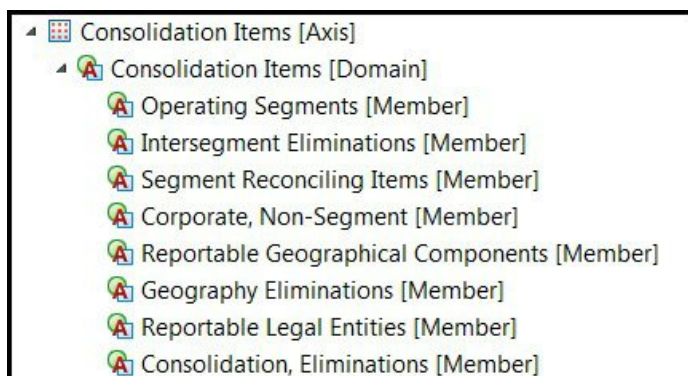 Consolidation Items [Axis]
Consolidation Items [Domain]
Operating Segments [Member]
Intersegment Eliminations [Member]
Segment Reconciling Items [Member]
Corporate, Non-Segment [Member]
Reportable Geographical Components [Member]
Geography Eliminations [Member]
Reportable Legal Entities [Member]
Consolidation, Eliminations [Member]